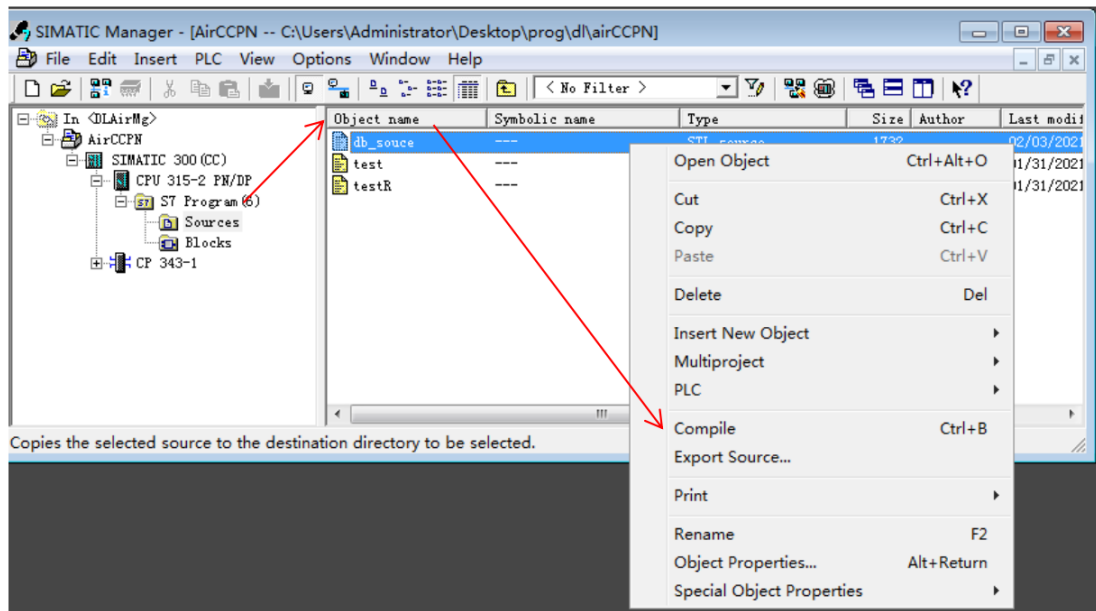 SIMATIC Manager - [AirCCPN -- C:\Users\Administrator\Desktop\prog\dl\airCCPN]
File Edit Insert PLC View Options Window Help
< No Filter >
In <DLAirMg>
AirCCPN
SIMATIC 300(CC)
CPU 315-2 PN/DP
S7 Program(6)
Sources
Blocks
CP 343-1
Object name Symbolic name Type Size Author Last modif
db_souce --- STL source 1732 02/03/2021
test --- 01/31/2021
testR --- 01/31/2021
Open Object Ctrl+Alt+O
Cut Ctrl+X
Copy Ctrl+C
Paste Ctrl+V
Delete Del
Insert New Object
Multiproject
PLC
Compile Ctrl+B
Export Source...
Print
Rename F2
Object Properties... Alt+Return
Special Object Properties
Copies the selected source to the destination directory to be selected.